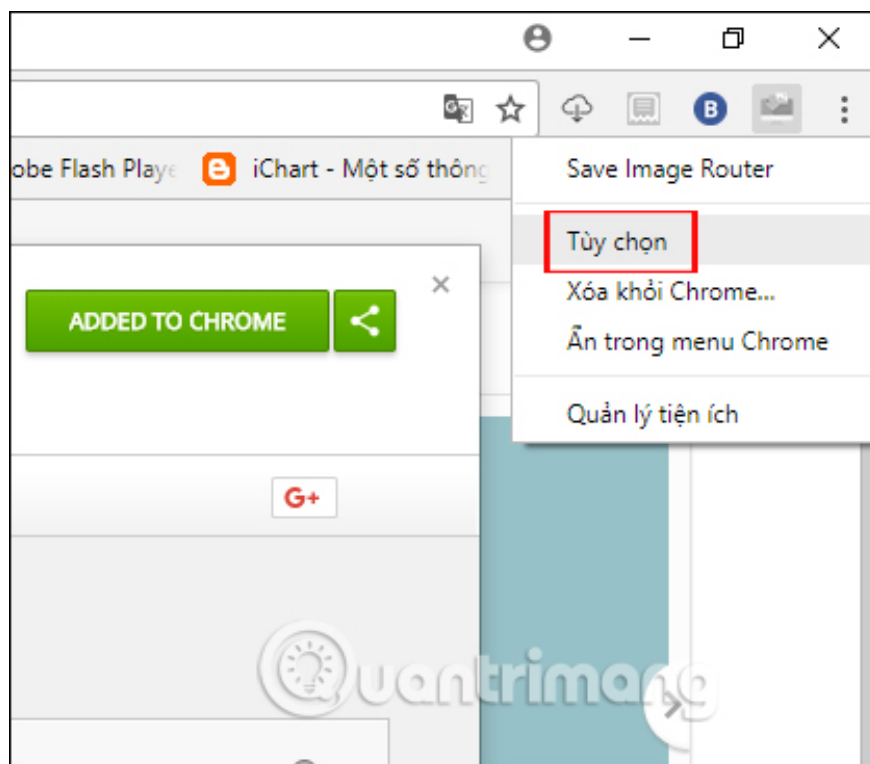 obe Flash Playe
iChart - Một số thông
B
Save Image Router
Tùy chọn
Xóa khỏi Chrome...
Ẩn trong menu Chrome
Quản lý tiện ích
ADDED TO CHROME
G+
Quantrimang